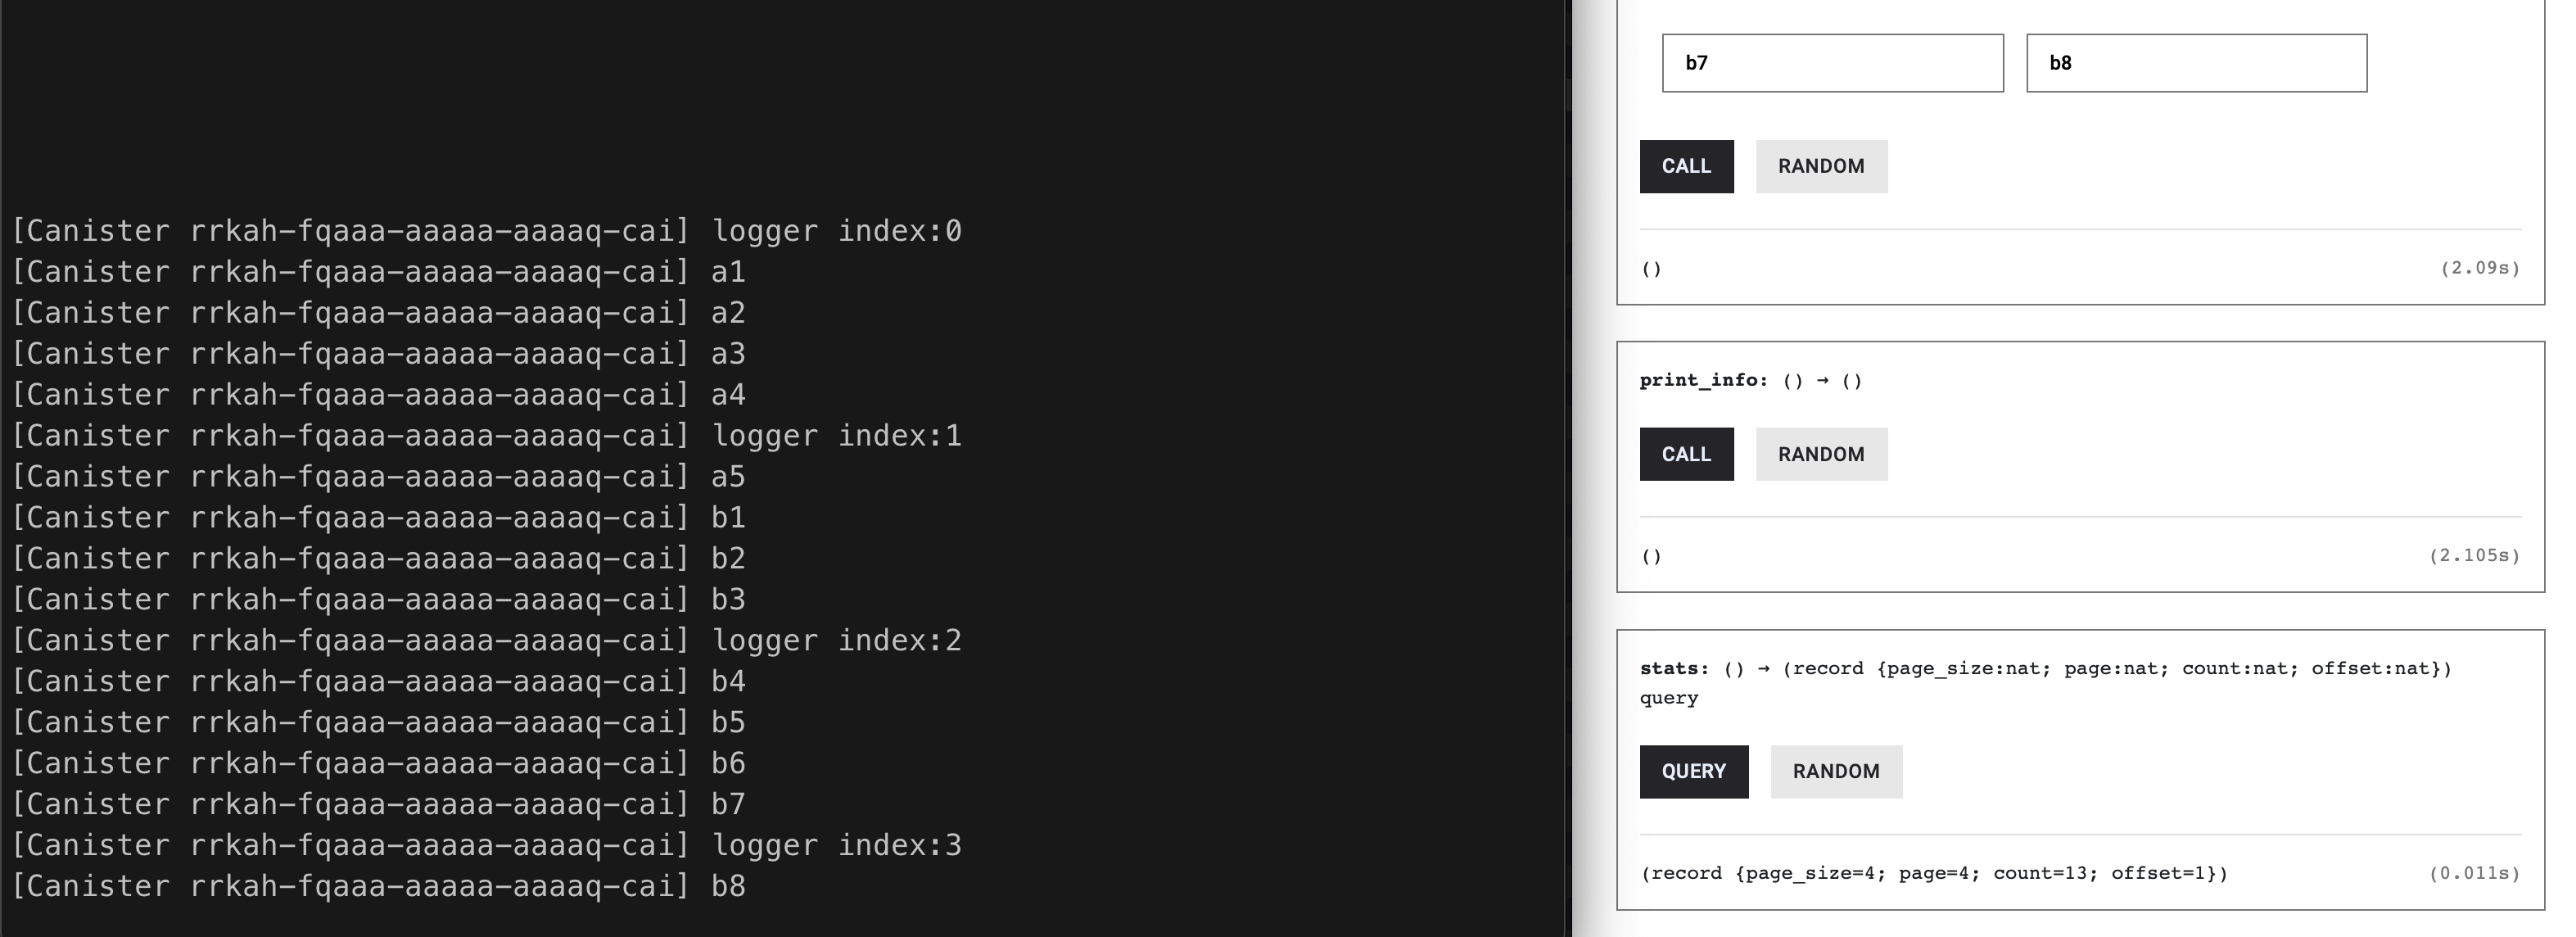 [Canister rrkah-fqaaa-aaaaa-aaaaq-cai] logger index:0
[Canister rrkah-fqaaa-aaaaa-aaaaq-cai] a1
[Canister rrkah-fqaaa-aaaaa-aaaaq-cai] a2
[Canister rrkah-fqaaa-aaaaa-aaaaq-cai] a3
[Canister rrkah-fqaaa-aaaaa-aaaaq-cai] a4
[Canister rrkah-fqaaa-aaaaa-aaaaq-cai] logger index:1
[Canister rrkah-fqaaa-aaaaa-aaaaq-cai] a5
[Canister rrkah-fqaaa-aaaaa-aaaaq-cai] b1
[Canister rrkah-fqaaa-aaaaa-aaaaq-cai] b2
[Canister rrkah-fqaaa-aaaaa-aaaaq-cai] b3
[Canister rrkah-fqaaa-aaaaa-aaaaq-cai] logger index:2
[Canister rrkah-fqaaa-aaaaa-aaaaq-cai] b4
[Canister rrkah-fqaaa-aaaaa-aaaaq-cai] b5
[Canister rrkah-fqaaa-aaaaa-aaaaq-cai] b6
[Canister rrkah-fqaaa-aaaaa-aaaaq-cai] b7
[Canister rrkah-fqaaa-aaaaa-aaaaq-cai] logger index:3
[Canister rrkah-fqaaa-aaaaa-aaaaq-cai] b8
b7 b8
CALL RANDOM
() (2.09s)
print_info: () → ()
CALL RANDOM
() (2.105s)
stats: () → (record {page_size:nat; page:nat; count:nat; offset:nat})
query
QUERY RANDOM
(record {page_size=4; page=4; count=13; offset=1}) (0.011s)